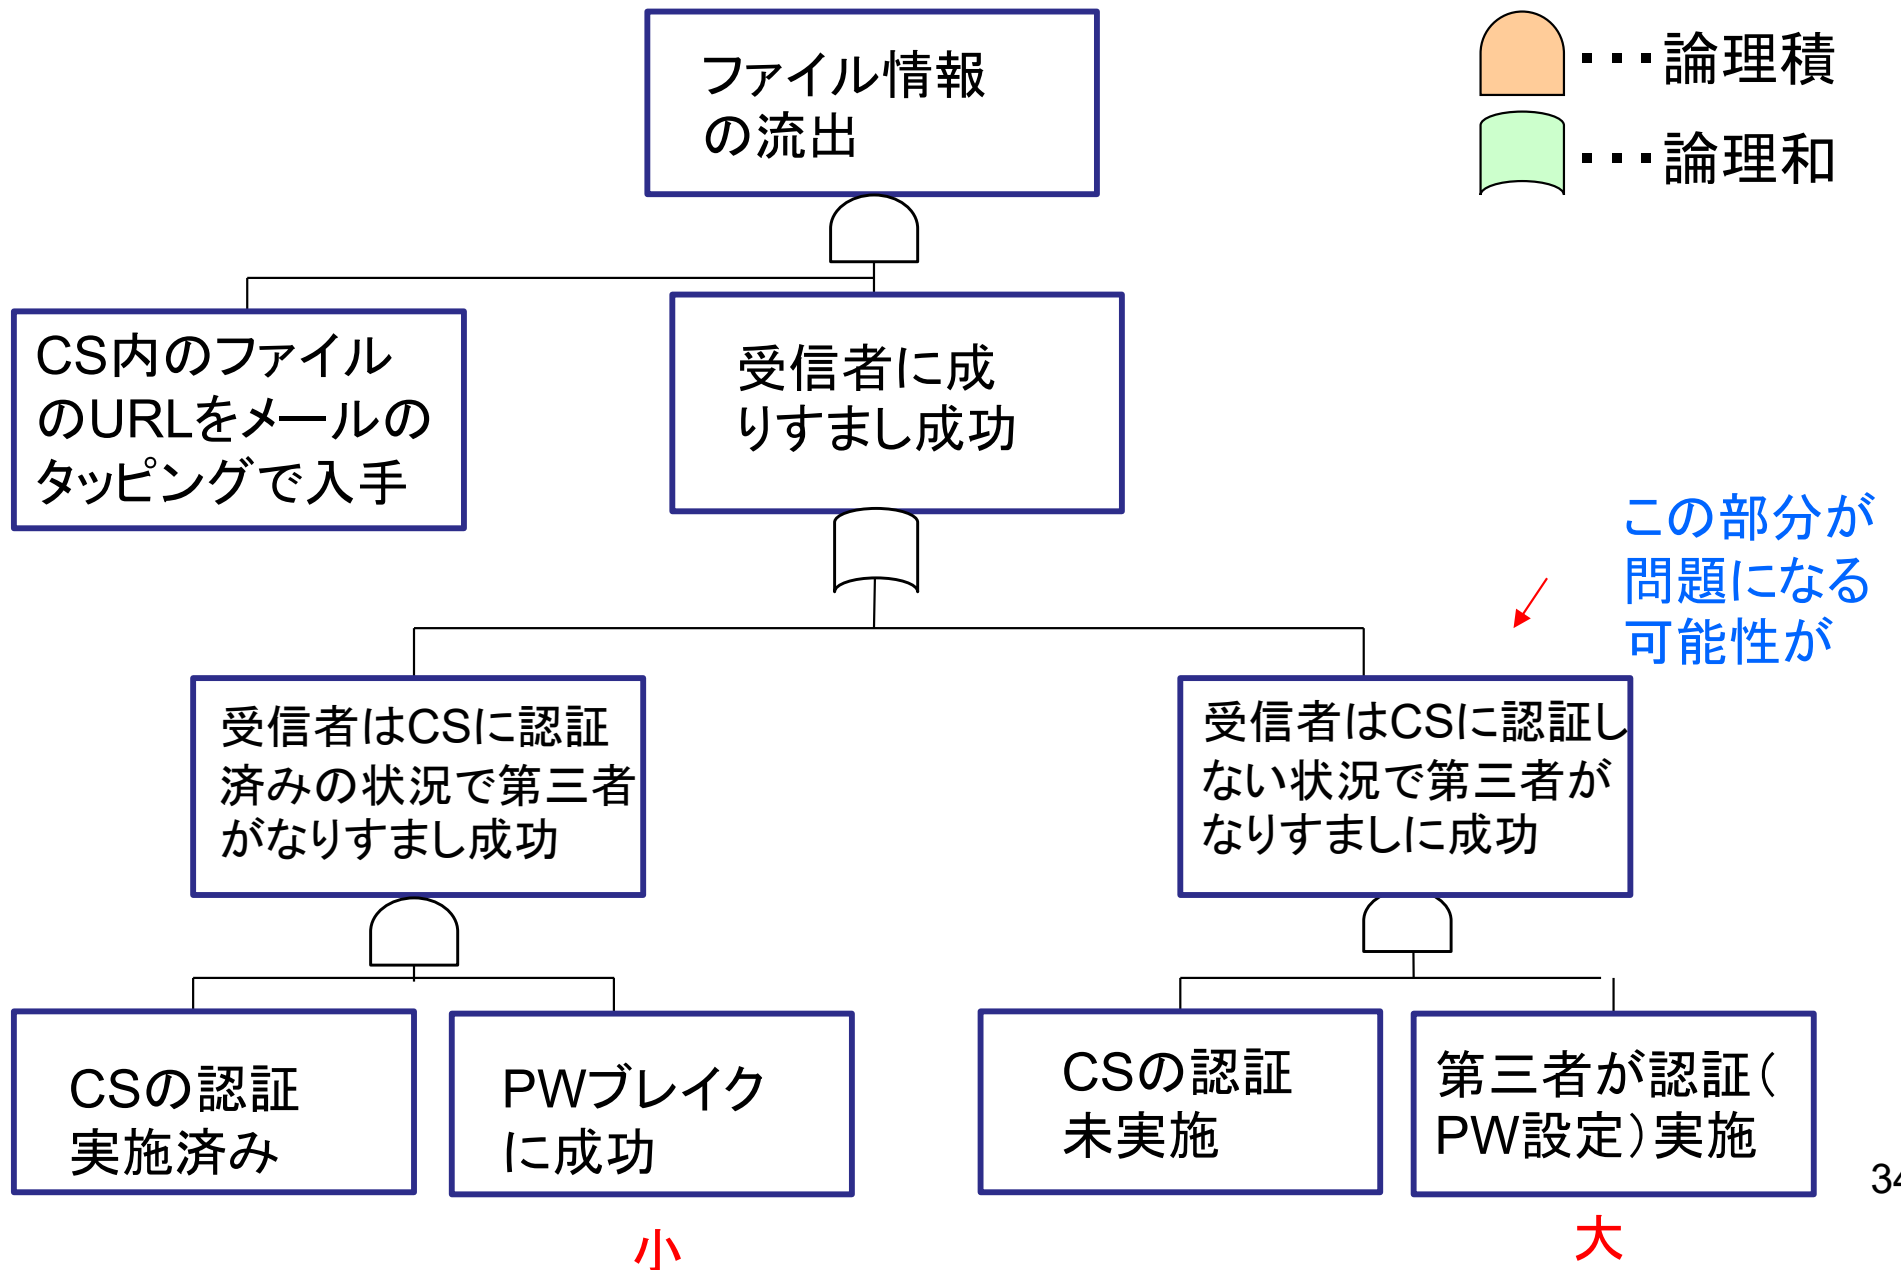 ファイル情報
の流出
・・・論理積
・・・論理和
CS内のファイル
のURLをメールの
タッピングで入手
受信者に成
りすまし成功
この部分が
問題になる
可能性が
受信者はCSに認証
済みの状況で第三者
がなりすまし成功
受信者はCSに認証し
ない状況で第三者が
なりすましに成功
CSの認証
実施済み
PWブレイク
に成功
CSの認証
未実施
第三者が認証(
PW設定)実施
34
小
大